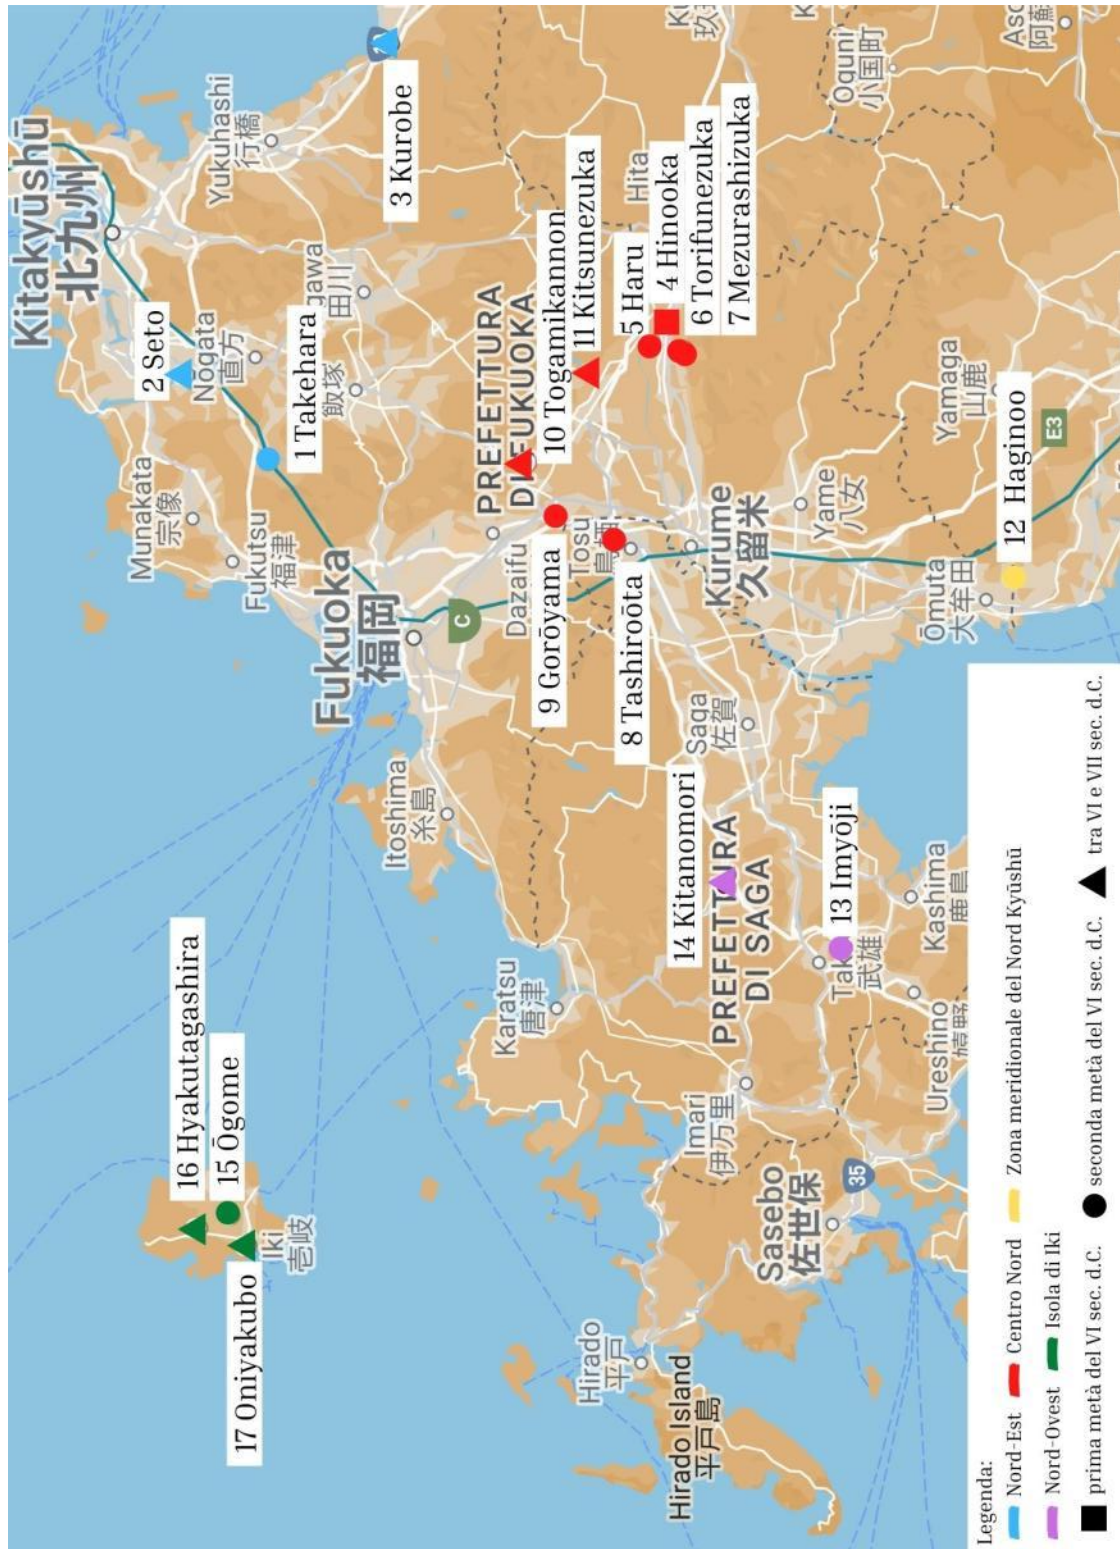 Kitakyūshū
北九州
2 Seto
Munakata
宗像
16 Hyakutagashira
15 Ōgome
17 Oniyakubo
Iki
壱岐
Nōgata
直方
Yukuhashi
行橋
Fukutsu
福津
1 Takehara
gawa
田川
飯塚
Fukuoka
福岡
3 Kurobe
Itoshima
糸島
C
PREFETTURA
DI FUKUOKA
Dazaifu
Karatsu
唐津
9 Gorōyama
10 Togamikannon
11 Kitsunezuka
Tosu
鳥栖
8 Tashiroōta
Hirado
平戸
5 Haru
Hita
4 Hinooka
6 Torifunezuka
7 Mezurashizuka
14 Kitanomori
Saga
佐賀
Kurume
久留米
Imari
伊万里
Hirado Island
平戸島
PREFETTURA
DI SAGA
Sasebo
佐世保
35
13 Imyōji
Tak
武雄
Yame
八女
Oguni
小国町
Kashima
鹿島
Ureshino
嬉野
Ōmuta
大牟田
Yamaga
山鹿
12 Haginoo
E3
Aso
阿蘇
Legenda:
Nord-Est
Centro Nord
Zona meridionale del Nord Kyūshū
Nord-Ovest
Isola di Iki
prima metà del VI sec. d.C.
seconda metà del VI sec. d.C.
tra VI e VII sec. d.C.